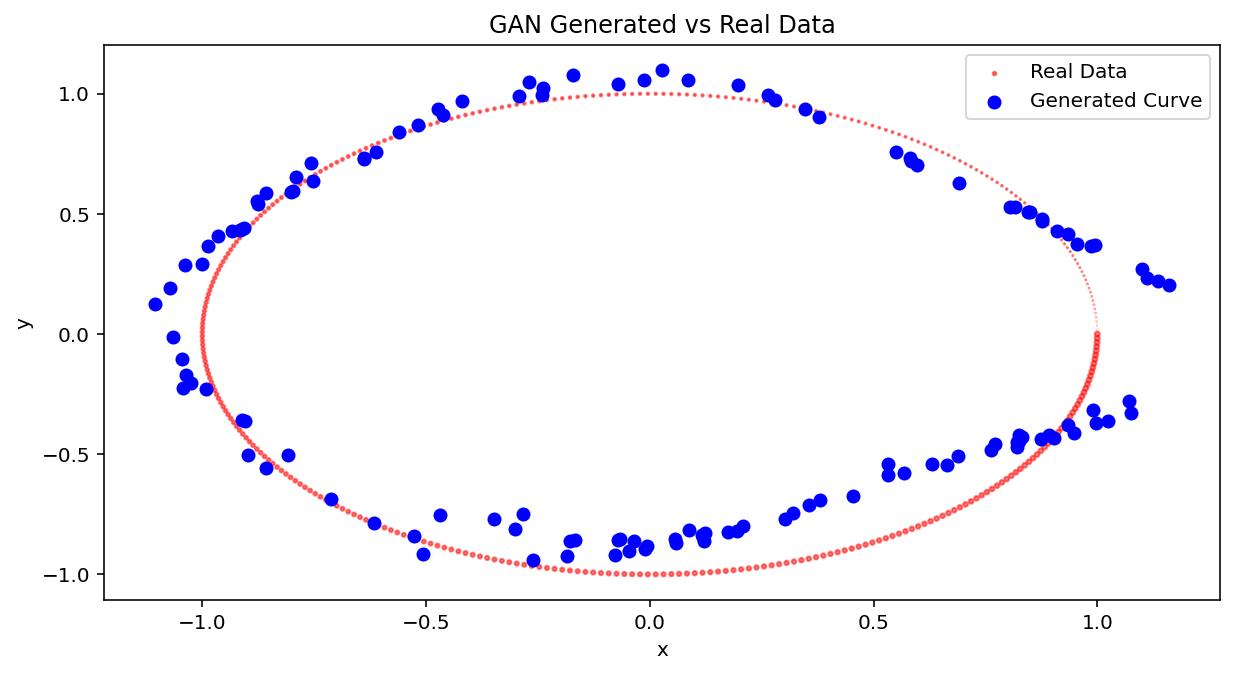 GAN Generated vs Real Data
Real Data
Generated Curve
y
1.0
0.5
0.0
−0.5
−1.0
−1.0 −0.5 0.0 0.5 1.0
x